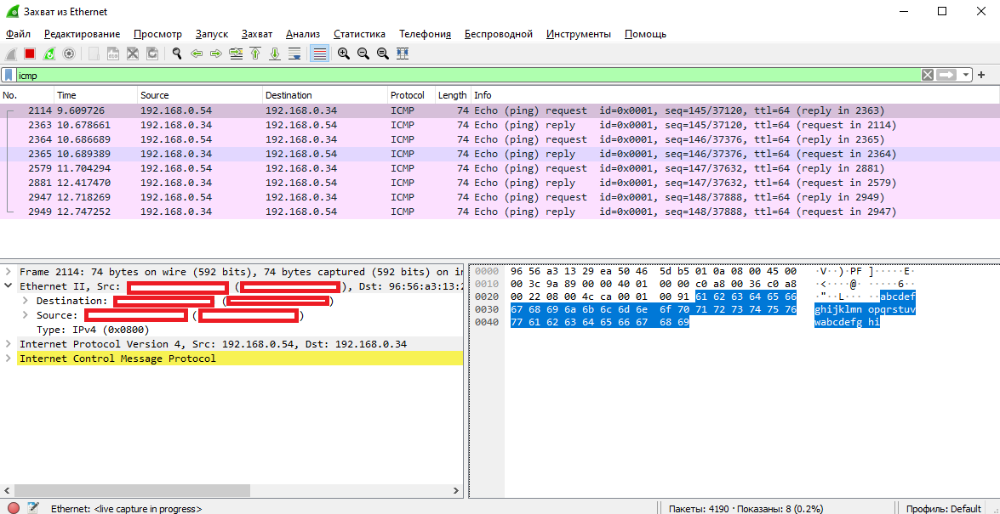 Захват из Ethernet
Файл Редактирование Просмотр Запуск Захват Анализ Статистика Телефония Беспроводной Инструменты Помощь
icmp
No. Time Source Destination Protocol Length Info
2114 9.609726 192.168.0.54 192.168.0.34 ICMP 74 Echo (ping) request id=0x0001, seq=145/37120, ttl=64 (reply in 2363)
2363 10.678661 192.168.0.34 192.168.0.54 ICMP 74 Echo (ping) reply id=0x0001, seq=145/37120, ttl=64 (request in 2114)
2364 10.686689 192.168.0.54 192.168.0.34 ICMP 74 Echo (ping) request id=0x0001, seq=146/37376, ttl=64 (reply in 2365)
2365 10.689389 192.168.0.34 192.168.0.54 ICMP 74 Echo (ping) reply id=0x0001, seq=146/37376, ttl=64 (request in 2364)
2579 11.704294 192.168.0.54 192.168.0.34 ICMP 74 Echo (ping) request id=0x0001, seq=147/37632, ttl=64 (reply in 2881)
2881 12.417470 192.168.0.34 192.168.0.54 ICMP 74 Echo (ping) reply id=0x0001, seq=147/37632, ttl=64 (request in 2579)
2947 12.718269 192.168.0.54 192.168.0.34 ICMP 74 Echo (ping) request id=0x0001, seq=148/37888, ttl=64 (reply in 2949)
2949 12.747252 192.168.0.34 192.168.0.54 ICMP 74 Echo (ping) reply id=0x0001, seq=148/37888, ttl=64 (request in 2947)
Frame 2114: 74 bytes on wire (592 bits), 74 bytes captured (592 bits) on in
Ethernet II, Src: ( ), Dst: 96:56:a3:13:2
Destination: ( )
Source: ( )
Type: IPv4 (0x0800)
Internet Protocol Version 4, Src: 192.168.0.54, Dst: 192.168.0.34
Internet Control Message Protocol
0000 96 56 a3 13 29 ea 50 46 5d b5 01 0a 08 00 45 00 ·V··)·PF ]·····E·
0010 00 3c 9a 89 00 00 40 01 00 00 c0 a8 00 36 c0 a8 ·<····@· ·····6··
0020 00 22 08 00 4c ca 00 01 00 91 61 62 63 64 65 66 ·"··L··· ··abcdef
0030 67 68 69 6a 6b 6c 6d 6e 6f 70 71 72 73 74 75 76 ghijklmn opqrstuv
0040 77 61 62 63 64 65 66 67 68 69 wabcdefg hi
Ethernet: <live capture in progress> Пакеты: 4190 · Показаны: 8 (0.2%) Профиль: Default